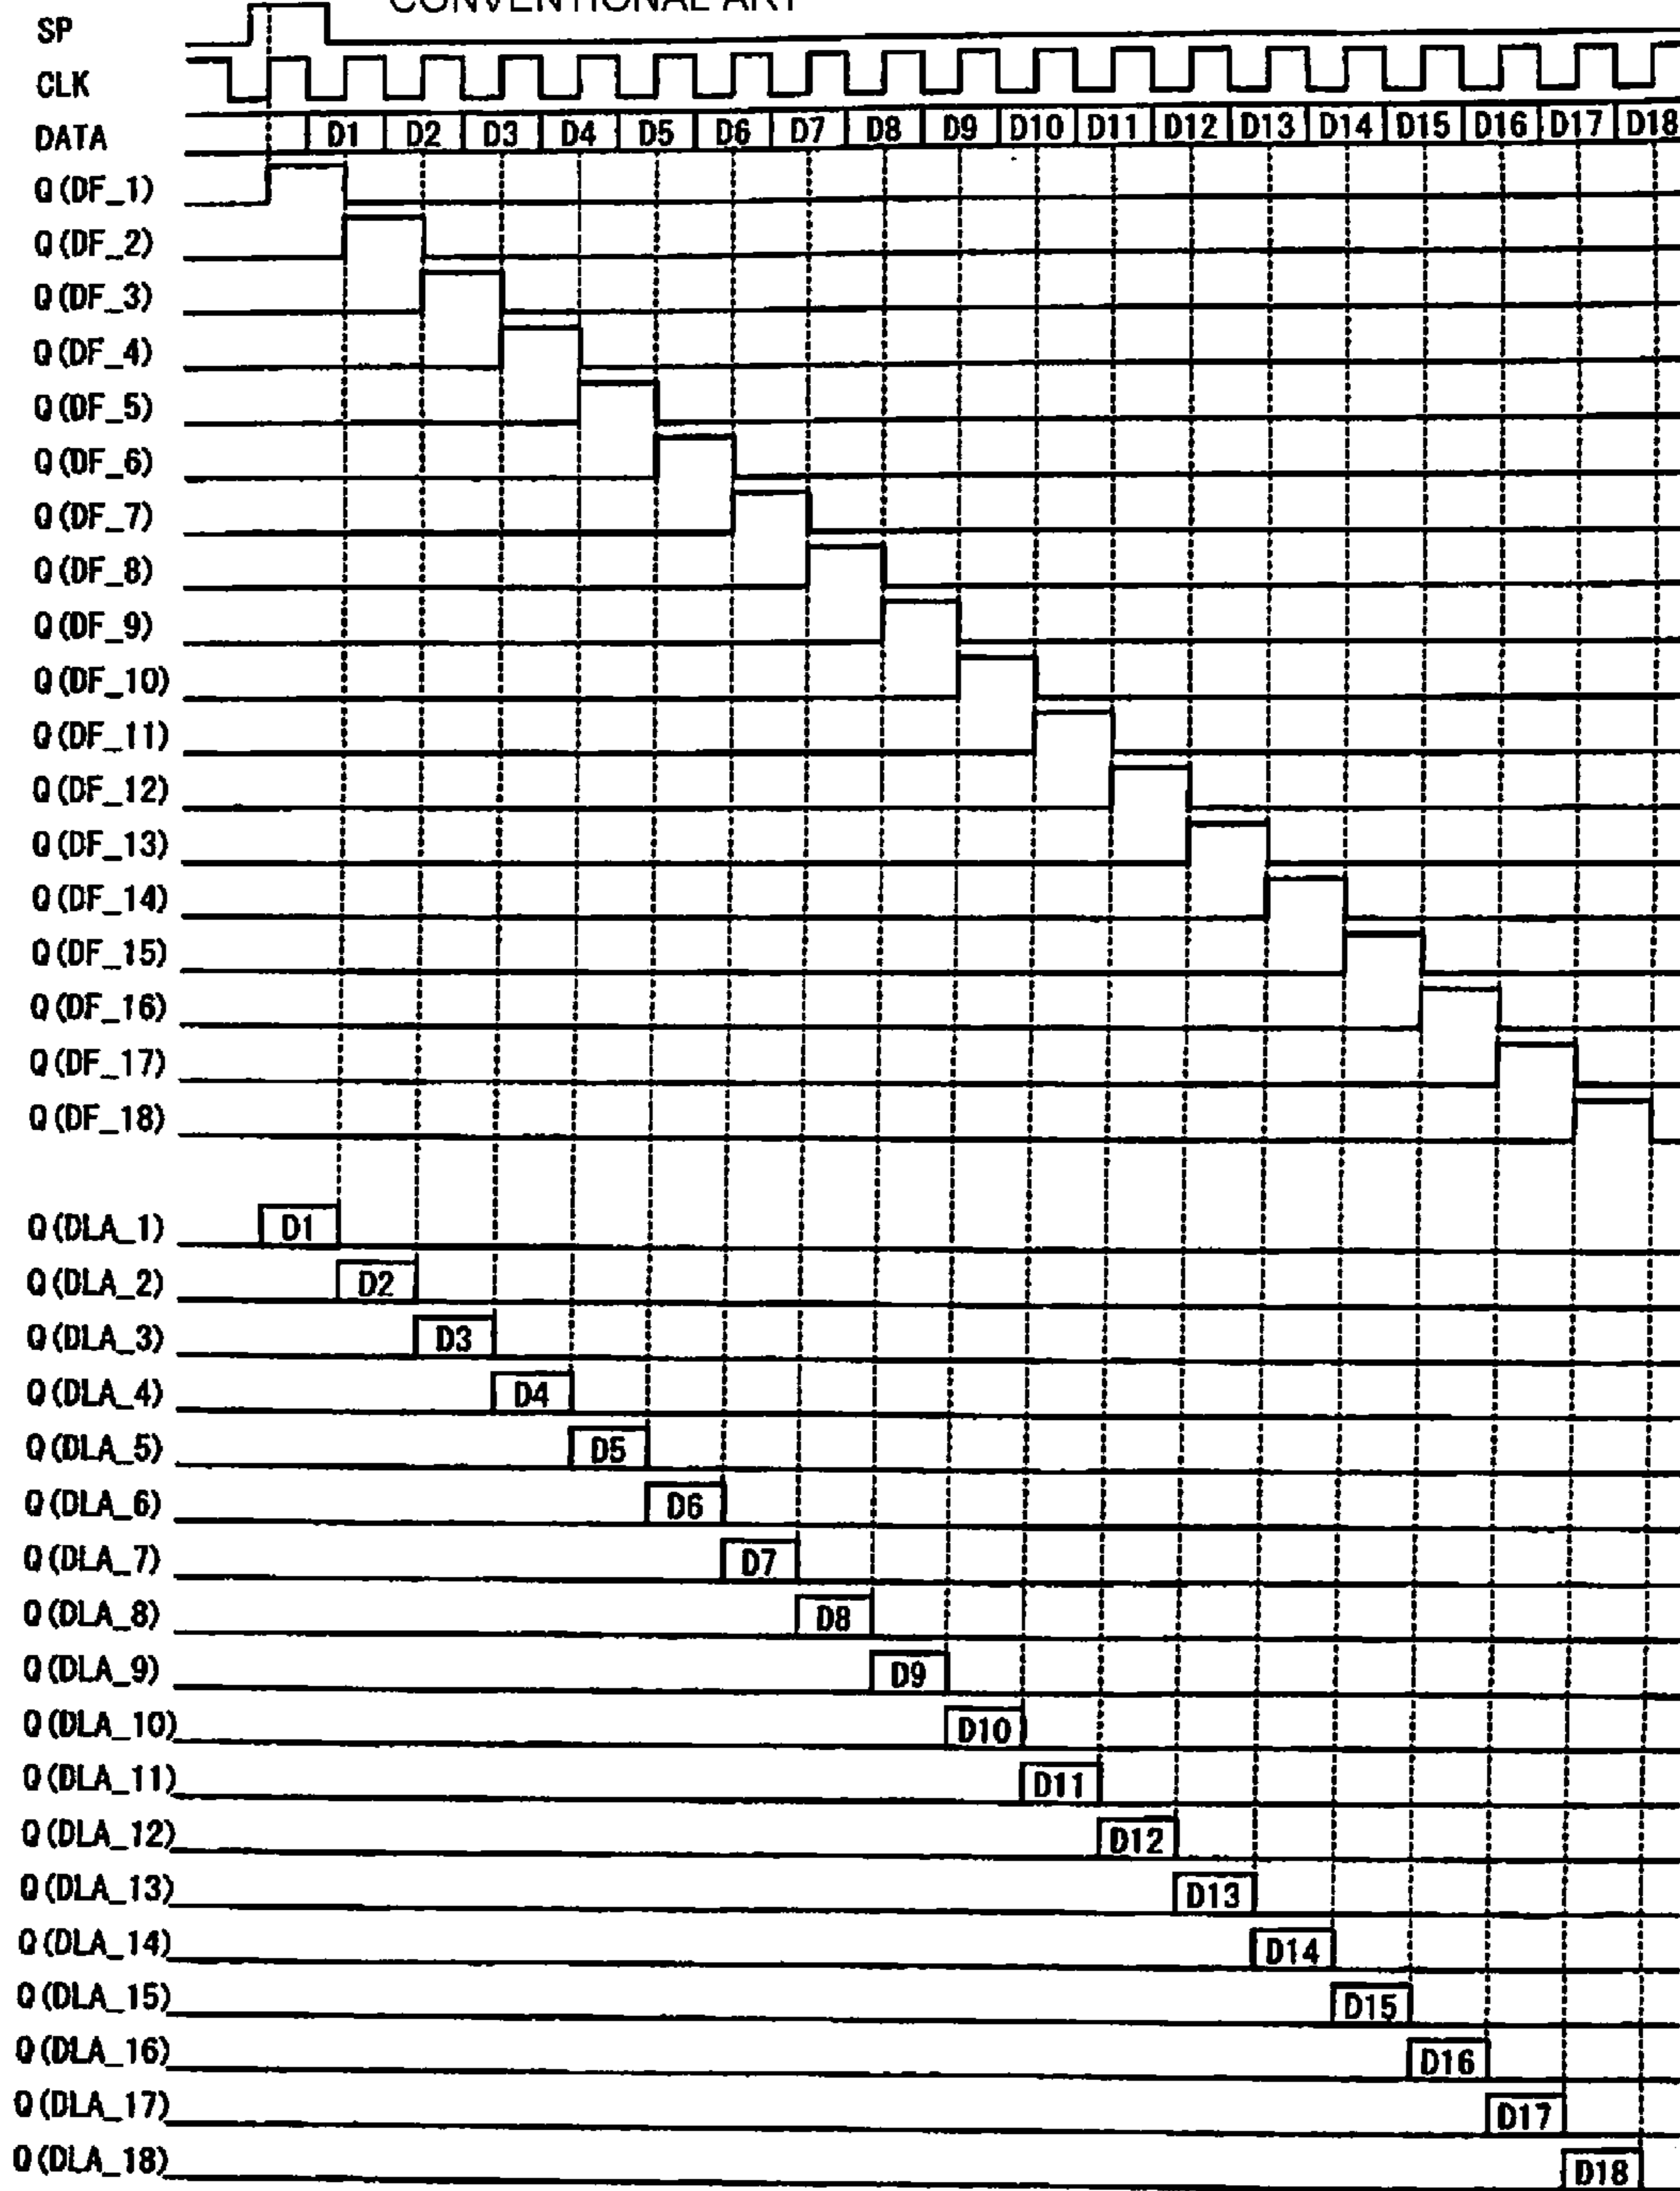 CONVENTIONAL ART
SP
CLK
DATA D1 D2 D3 D4 D5 D6 D7 D8 D9 D10 D11 D12 D13 D14 D15 D16 D17 D18
Q(DF_1)
Q(DF_2)
Q(DF_3)
Q(DF_4)
Q(DF_5)
Q(DF_6)
Q(DF_7)
Q(DF_8)
Q(DF_9)
Q(DF_10)
Q(DF_11)
Q(DF_12)
Q(DF_13)
Q(DF_14)
Q(DF_15)
Q(DF_16)
Q(DF_17)
Q(DF_18)
Q(DLA_1) D1
Q(DLA_2) D2
Q(DLA_3) D3
Q(DLA_4) D4
Q(DLA_5) D5
Q(DLA_6) D6
Q(DLA_7) D7
Q(DLA_8) D8
Q(DLA_9) D9
Q(DLA_10) D10
Q(DLA_11) D11
Q(DLA_12) D12
Q(DLA_13) D13
Q(DLA_14) D14
Q(DLA_15) D15
Q(DLA_16) D16
Q(DLA_17) D17
Q(DLA_18) D18